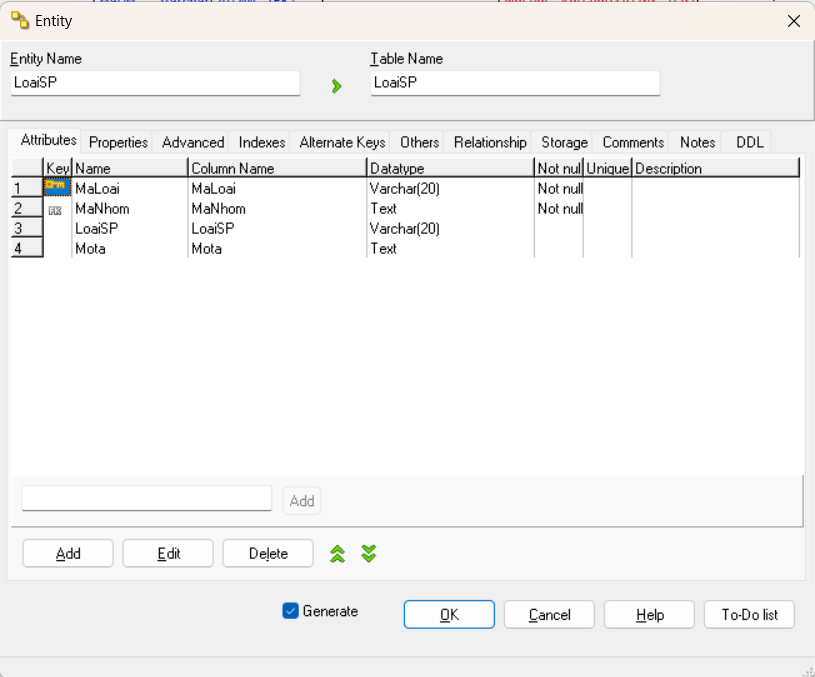 Entity
Entity Name
Table Name
LoaiSP
LoaiSP
Attributes Properties Advanced Indexes Alternate Keys Others Relationship Storage Comments Notes DDL
Key Name Column Name Datatype Not nul Unique Description
1 MaLoai MaLoai Varchar(20) Not null
2 FK MaNhom MaNhom Text Not null
3 LoaiSP LoaiSP Varchar(20)
4 Mota Mota Text
Add
Add Edit Delete
Generate OK Cancel Help To-Do list